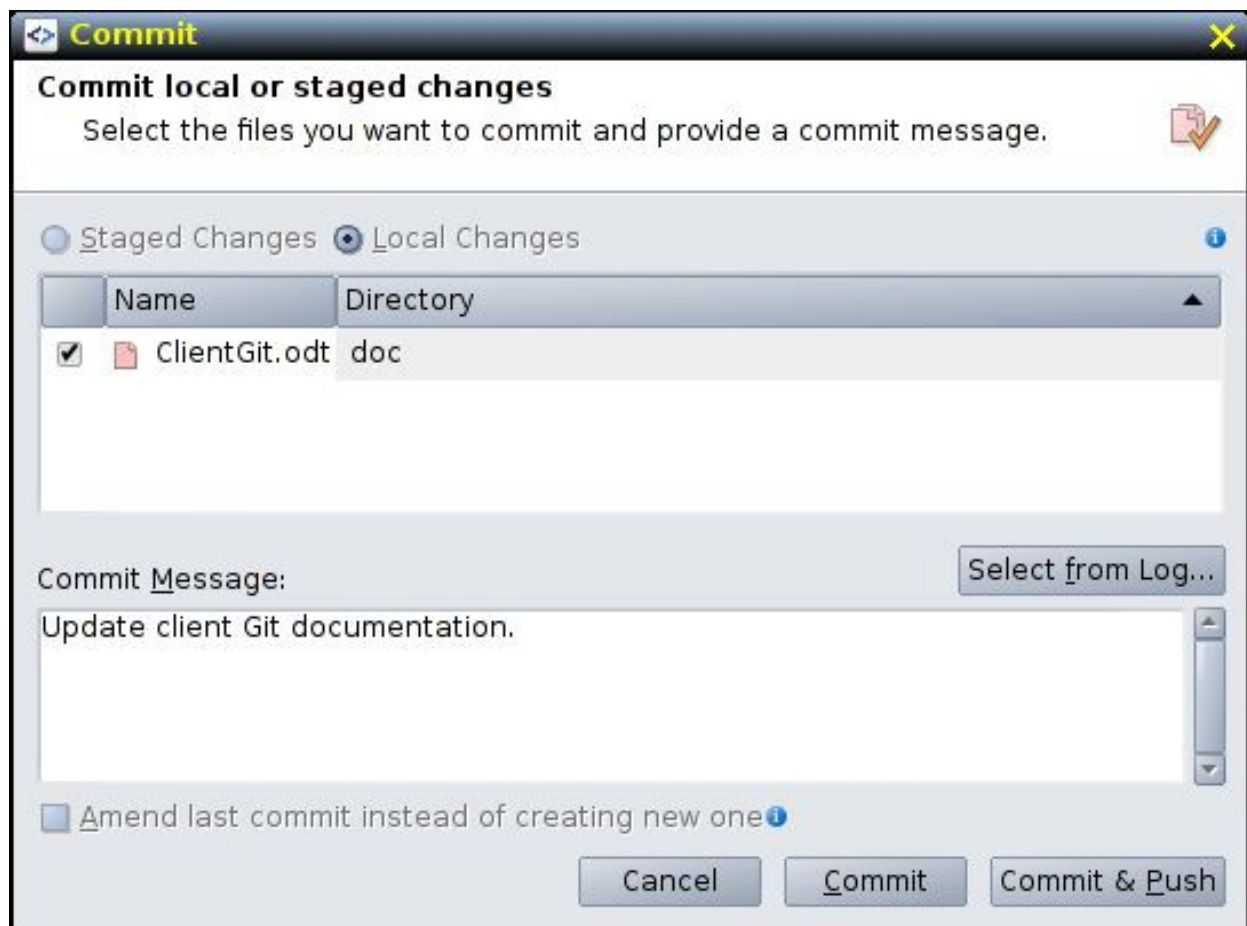 Commit
Commit local or staged changes
Select the files you want to commit and provide a commit message.
Staged Changes Local Changes
Name Directory
ClientGit.odt doc
Select from Log...
Commit Message:
Update client Git documentation.
Amend last commit instead of creating new one
Cancel Commit Commit & Push